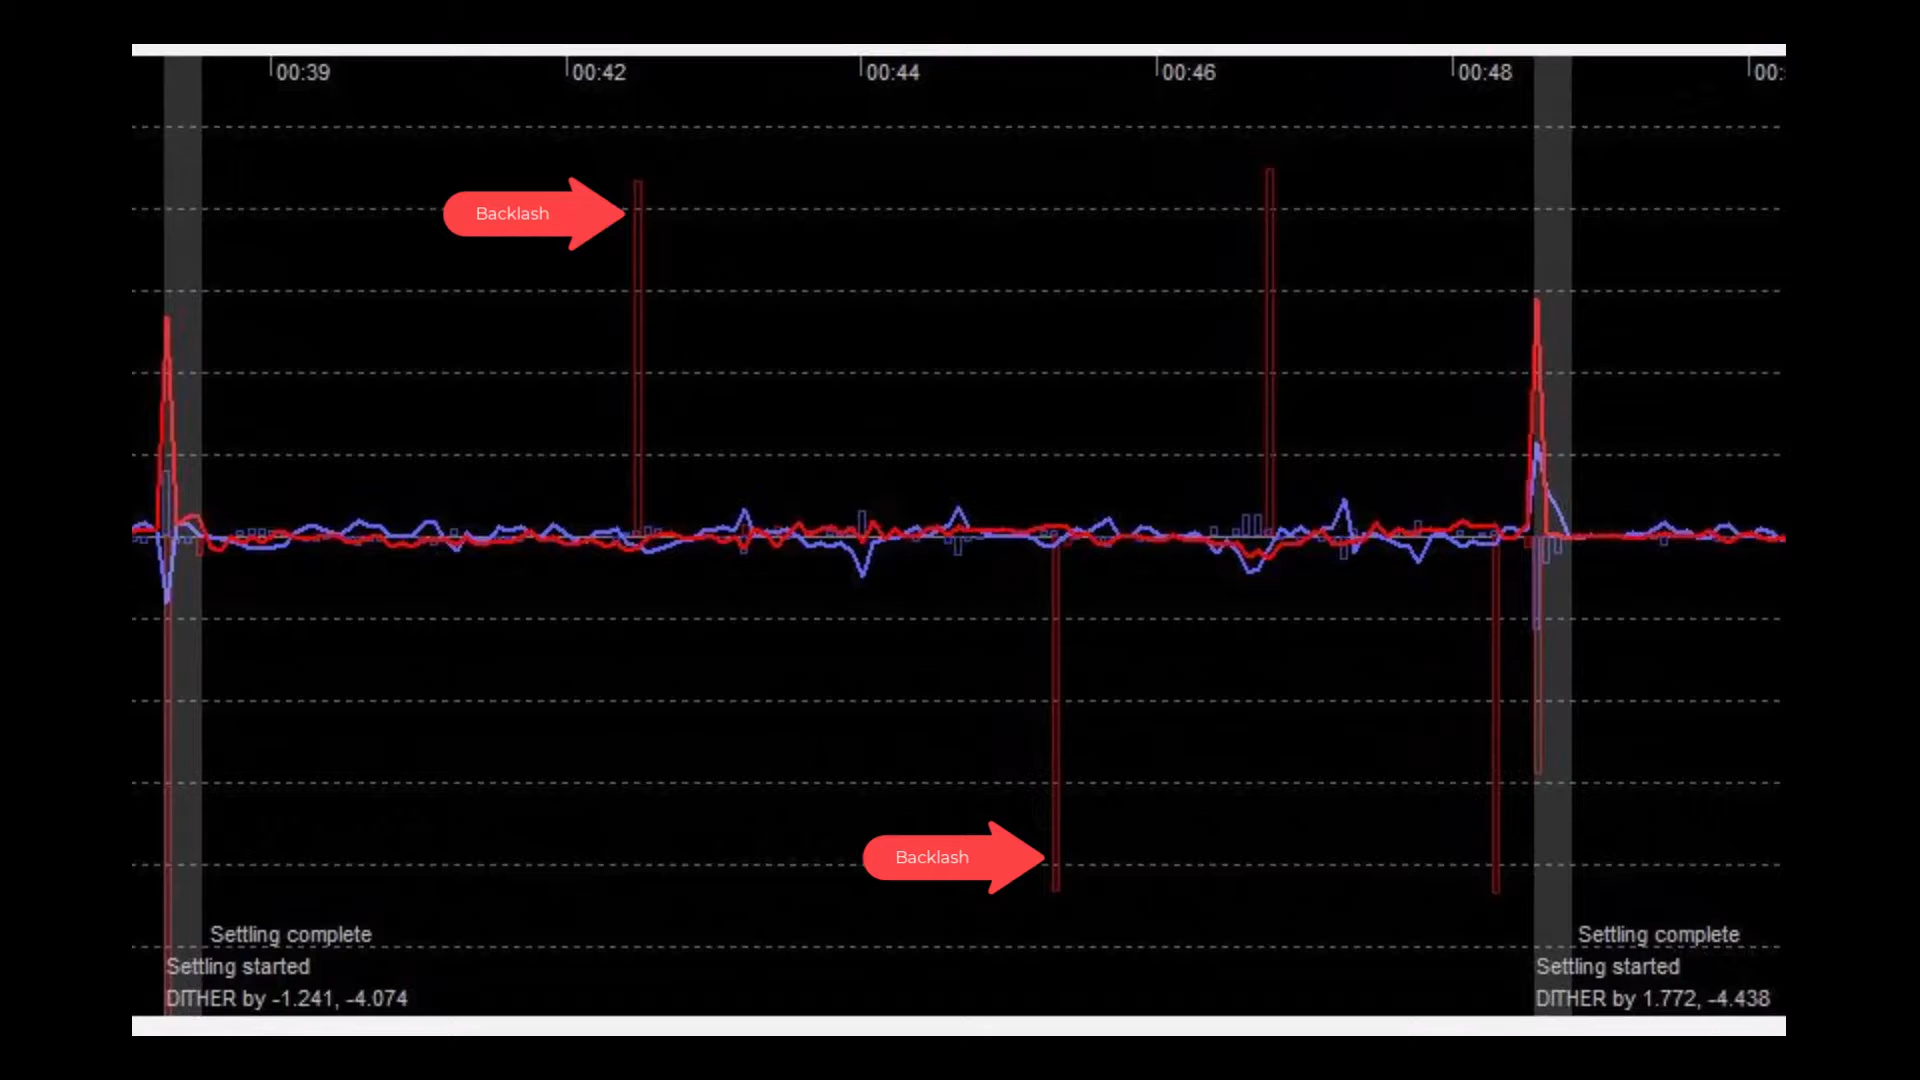 00:39
00:42
00:44
00:46
00:48
00:
Backlash
Backlash
Settling complete
Settling started
DITHER by -1.241, -4.074
Settling complete
Settling started
DITHER by 1.772, -4.438